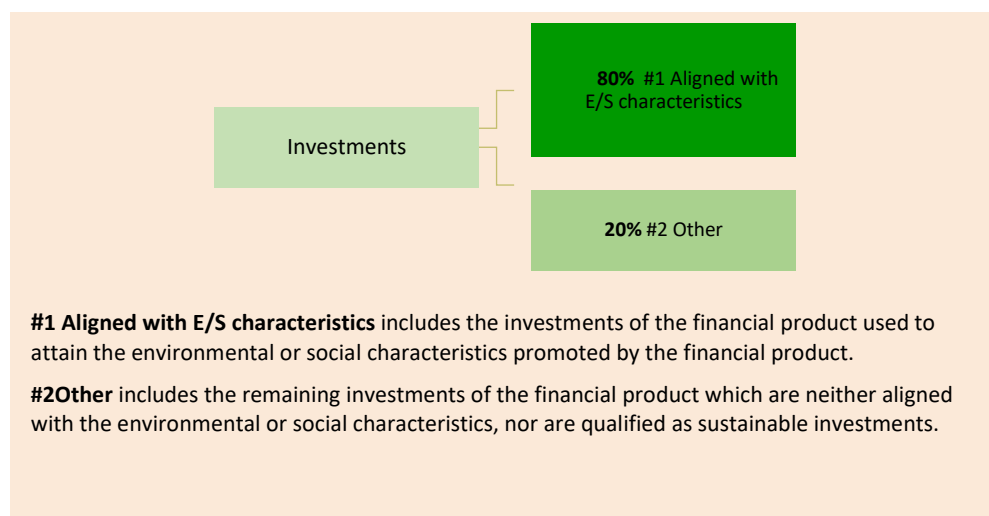 80% #1 Aligned with
E/S characteristics
Investments
20% #2 Other
#1 Aligned with E/S characteristics includes the investments of the financial product used to
attain the environmental or social characteristics promoted by the financial product.
#2Other includes the remaining investments of the financial product which are neither aligned
with the environmental or social characteristics, nor are qualified as sustainable investments.